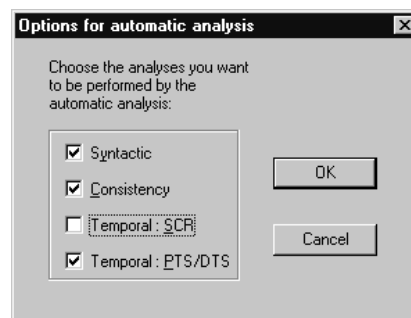 Options for automatic analysis
Choose the analyses you want
to be performed by the
automatic analysis:
Syntactic
Consistency
Temporal : SCR
Temporal : PTS/DTS
OK
Cancel